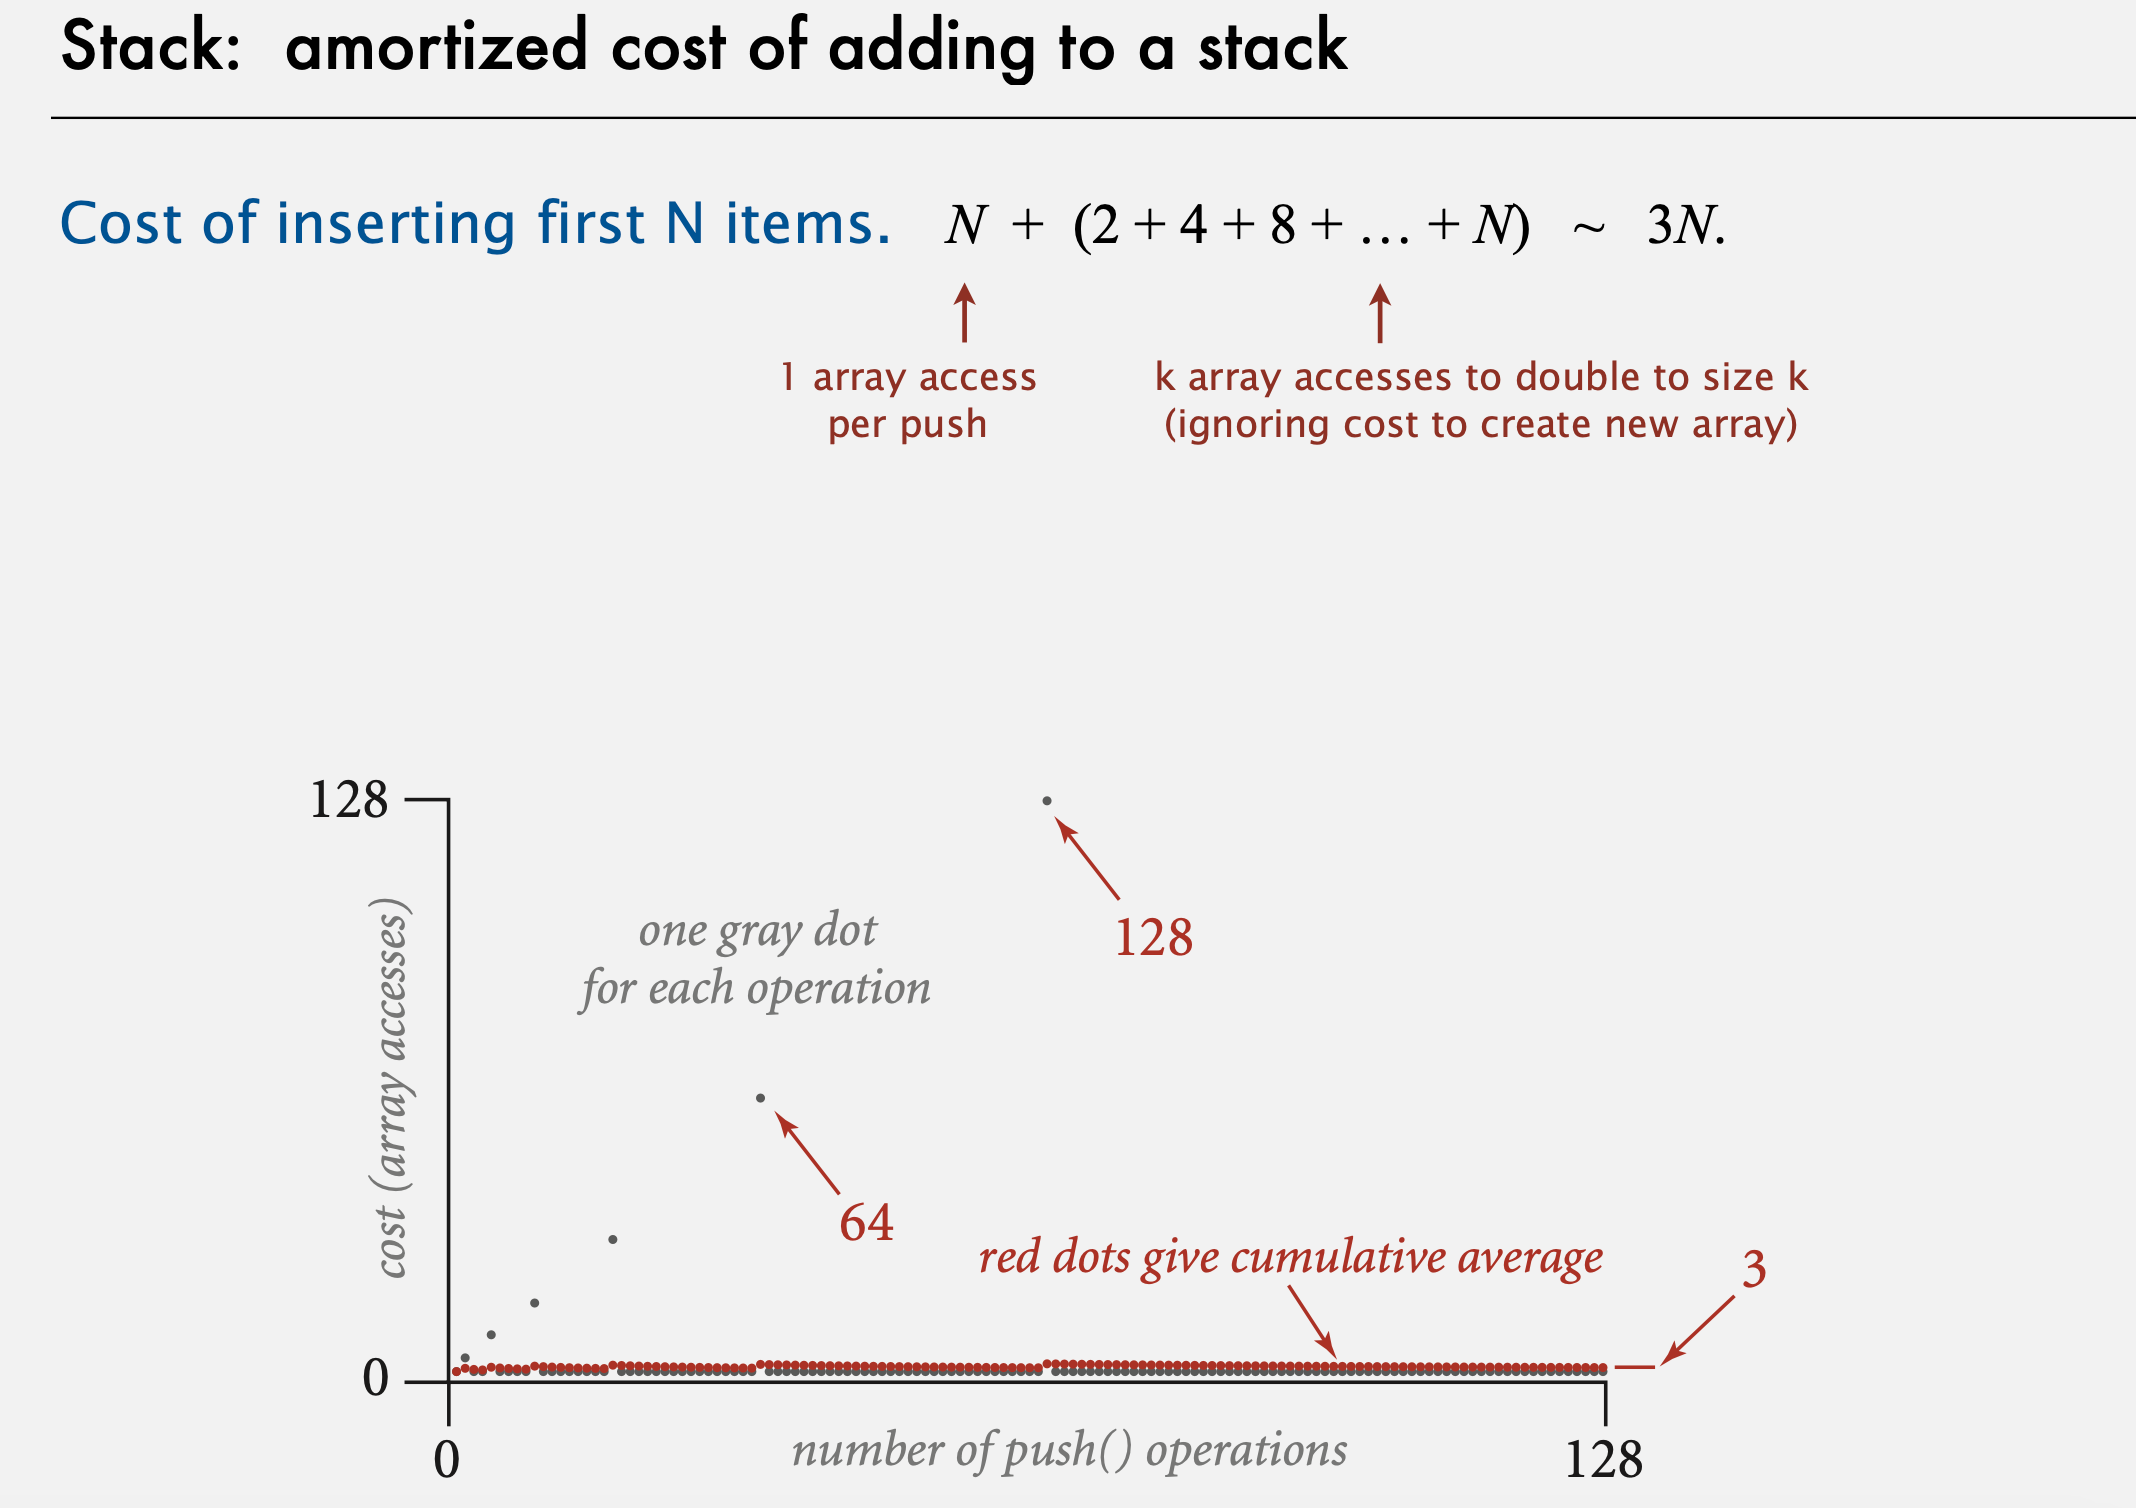 Stack: amortized cost of adding to a stack
Cost of inserting first N items. N + (2 + 4 + 8 + … + N) ~ 3N.
1 array access
per push
k array accesses to double to size k
(ignoring cost to create new array)
128
cost (array accesses)
one gray dot
for each operation
128
64
red dots give cumulative average
3
0
0
number of push() operations
128